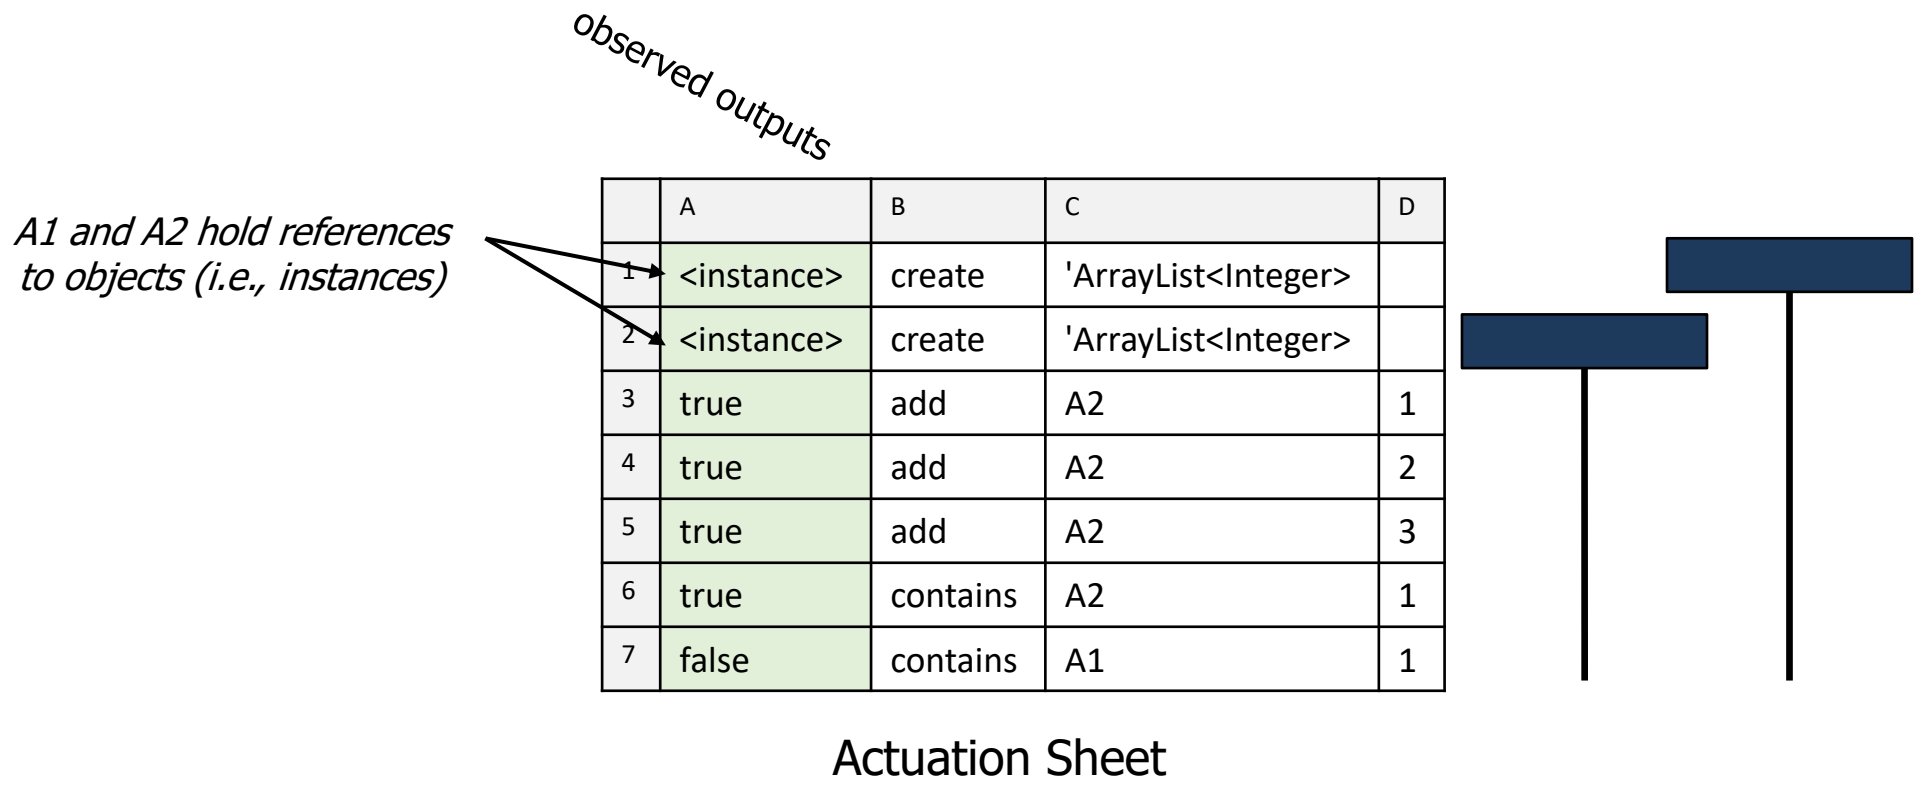 observed outputs
A1 and A2 hold references
to objects (i.e., instances)
A B C D
1 <instance> create 'ArrayList<Integer>
2 <instance> create 'ArrayList<Integer>
3 true add A2 1
4 true add A2 2
5 true add A2 3
6 true contains A2 1
7 false contains A1 1
Actuation Sheet